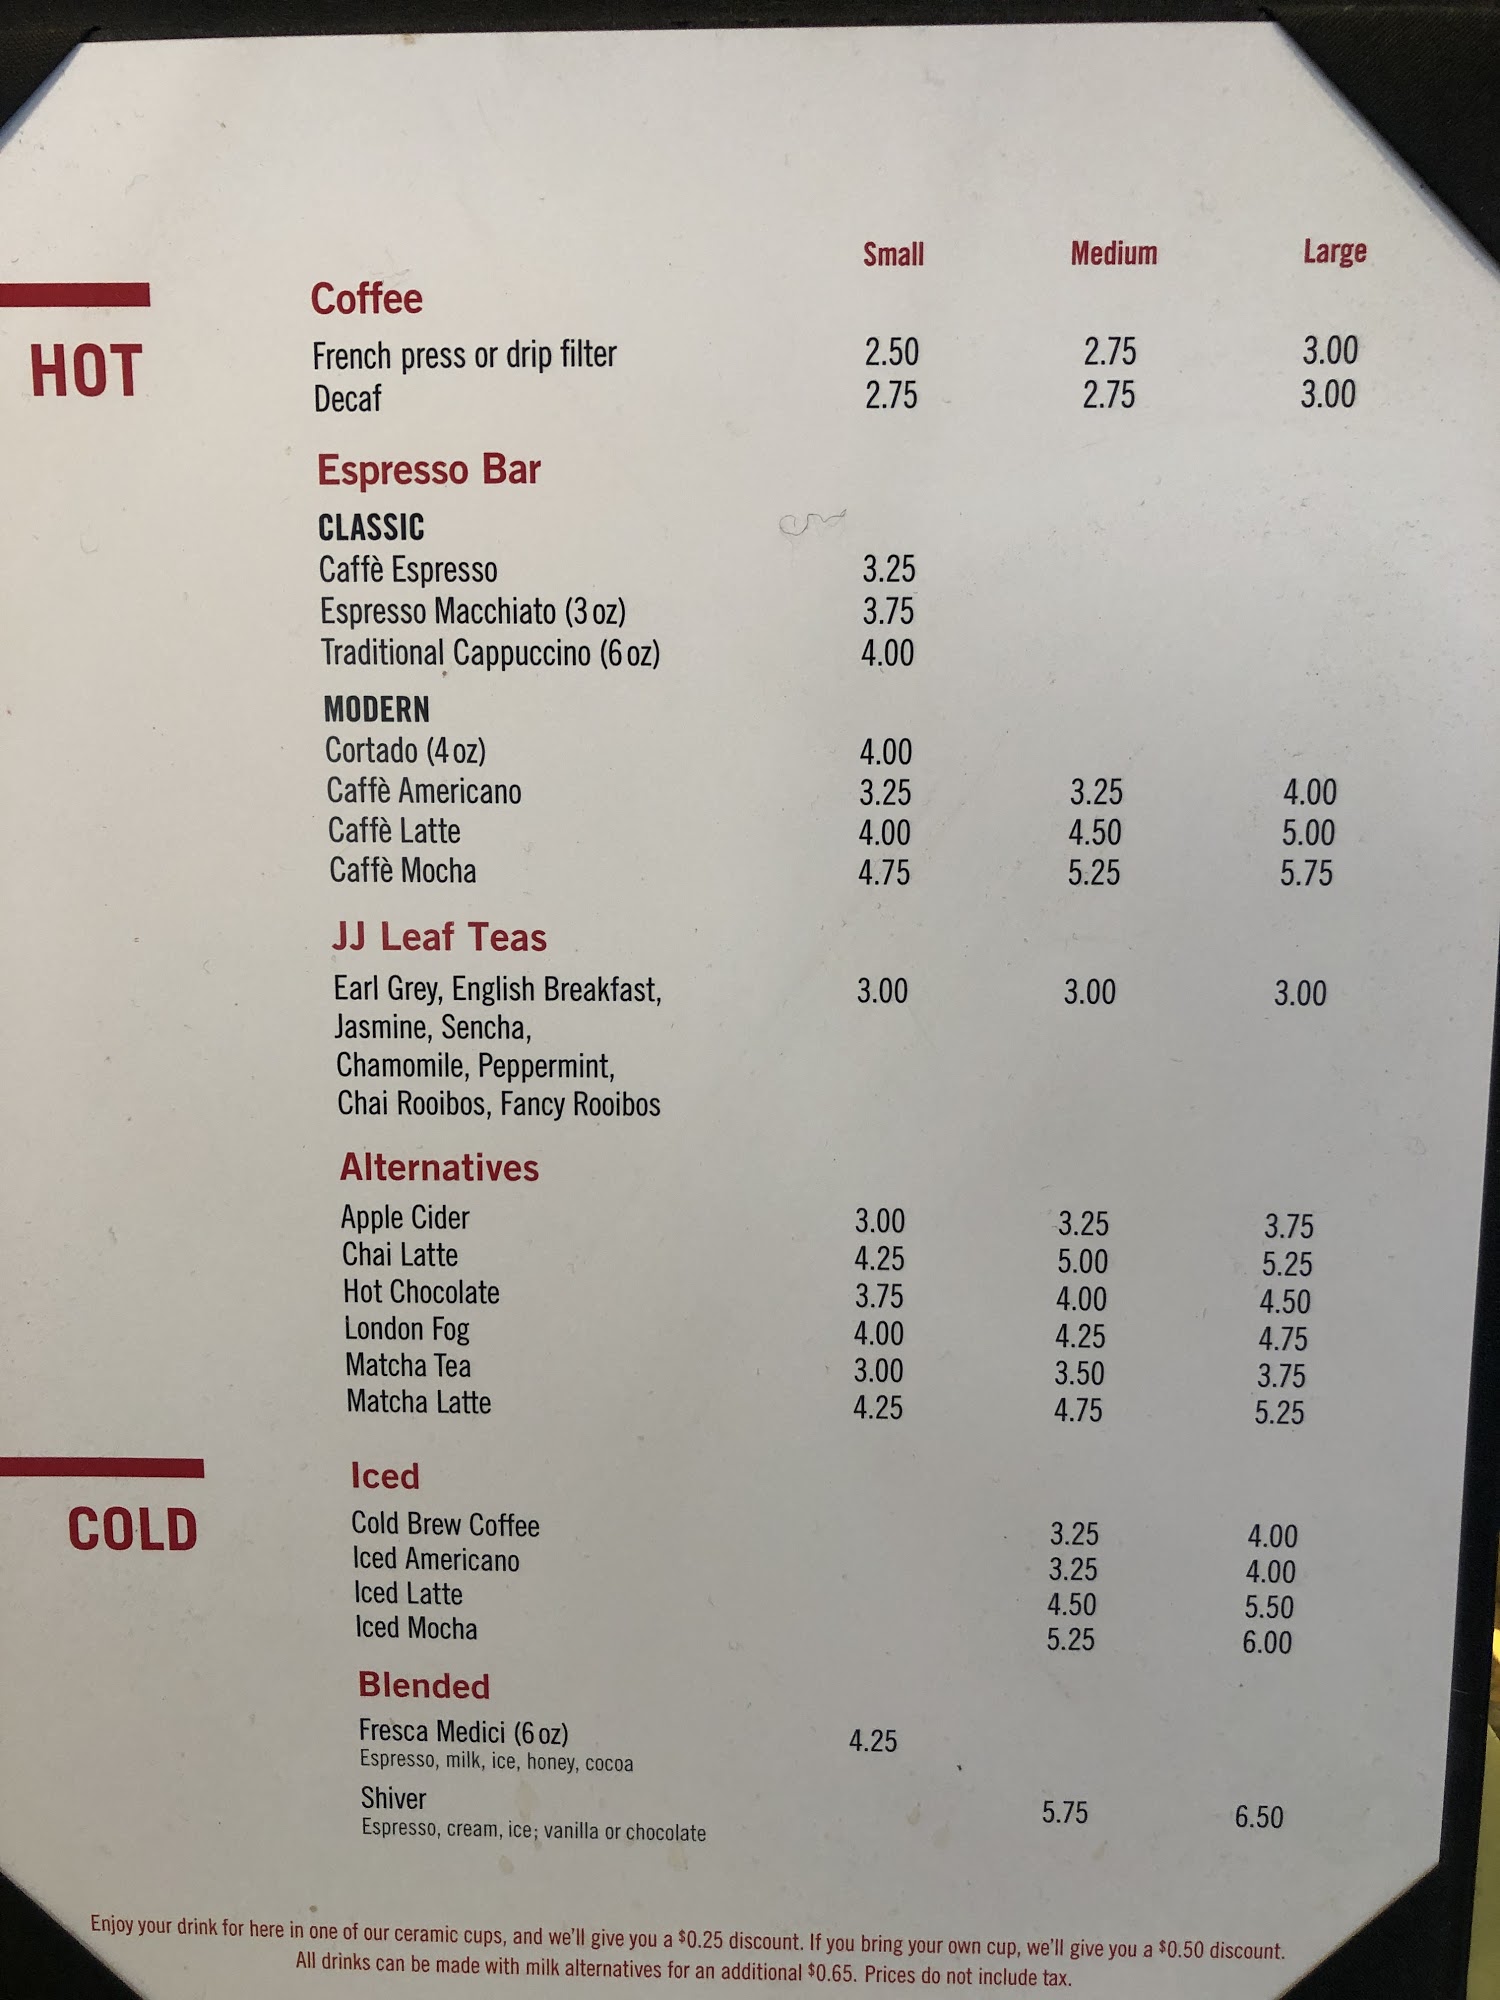 Small Medium Large
HOT
Coffee
French press or drip filter 2.50 2.75 3.00
Decaf 2.75 2.75 3.00
Espresso Bar
CLASSIC
Caffè Espresso 3.25
Espresso Macchiato (3 oz) 3.75
Traditional Cappuccino (6 oz) 4.00
MODERN
Cortado (4 oz) 4.00
Caffè Americano 3.25 3.25 4.00
Caffè Latte 4.00 4.50 5.00
Caffè Mocha 4.75 5.25 5.75
JJ Leaf Teas
Earl Grey, English Breakfast, 3.00 3.00 3.00
Jasmine, Sencha,
Chamomile, Peppermint,
Chai Rooibos, Fancy Rooibos
Alternatives
Apple Cider 3.00 3.25 3.75
Chai Latte 4.25 5.00 5.25
Hot Chocolate 3.75 4.00 4.50
London Fog 4.00 4.25 4.75
Matcha Tea 3.00 3.50 3.75
Matcha Latte 4.25 4.75 5.25
COLD
Iced
Cold Brew Coffee 3.25 4.00
Iced Americano 3.25 4.00
Iced Latte 4.50 5.50
Iced Mocha 5.25 6.00
Blended
Fresca Medici (6 oz) 4.25
Espresso, milk, ice, honey, cocoa
Shiver 5.75 6.50
Espresso, cream, ice; vanilla or chocolate
Enjoy your drink for here in one of our ceramic cups, and we'll give you a $0.25 discount. If you bring your own cup, we'll give you a $0.50 discount.
All drinks can be made with milk alternatives for an additional $0.65. Prices do not include tax.